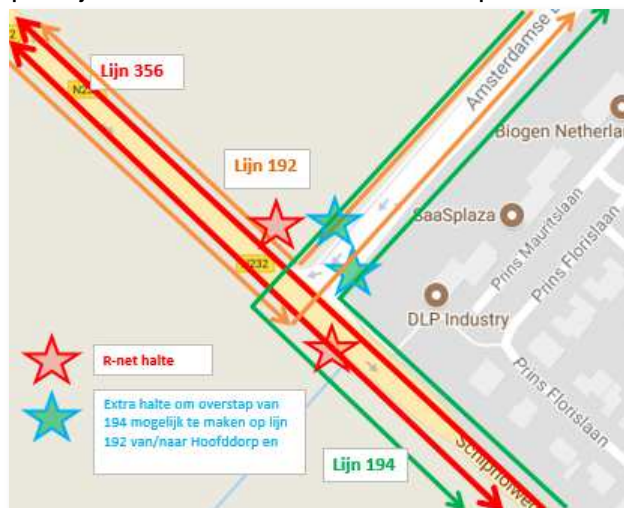 Amsterdamse
Lijn 356
Biogen Netherla
Lijn 192
SaaSplaza
Prins Mauritslaan
Prins Florislaan
N232
DLP Industry
R-net halte
Prins Florislaan
Extra halte om overstap van
194 mogelijk te maken op lijn
192 van/naar Hoofddorp en
Lijn 194
Schipholwe